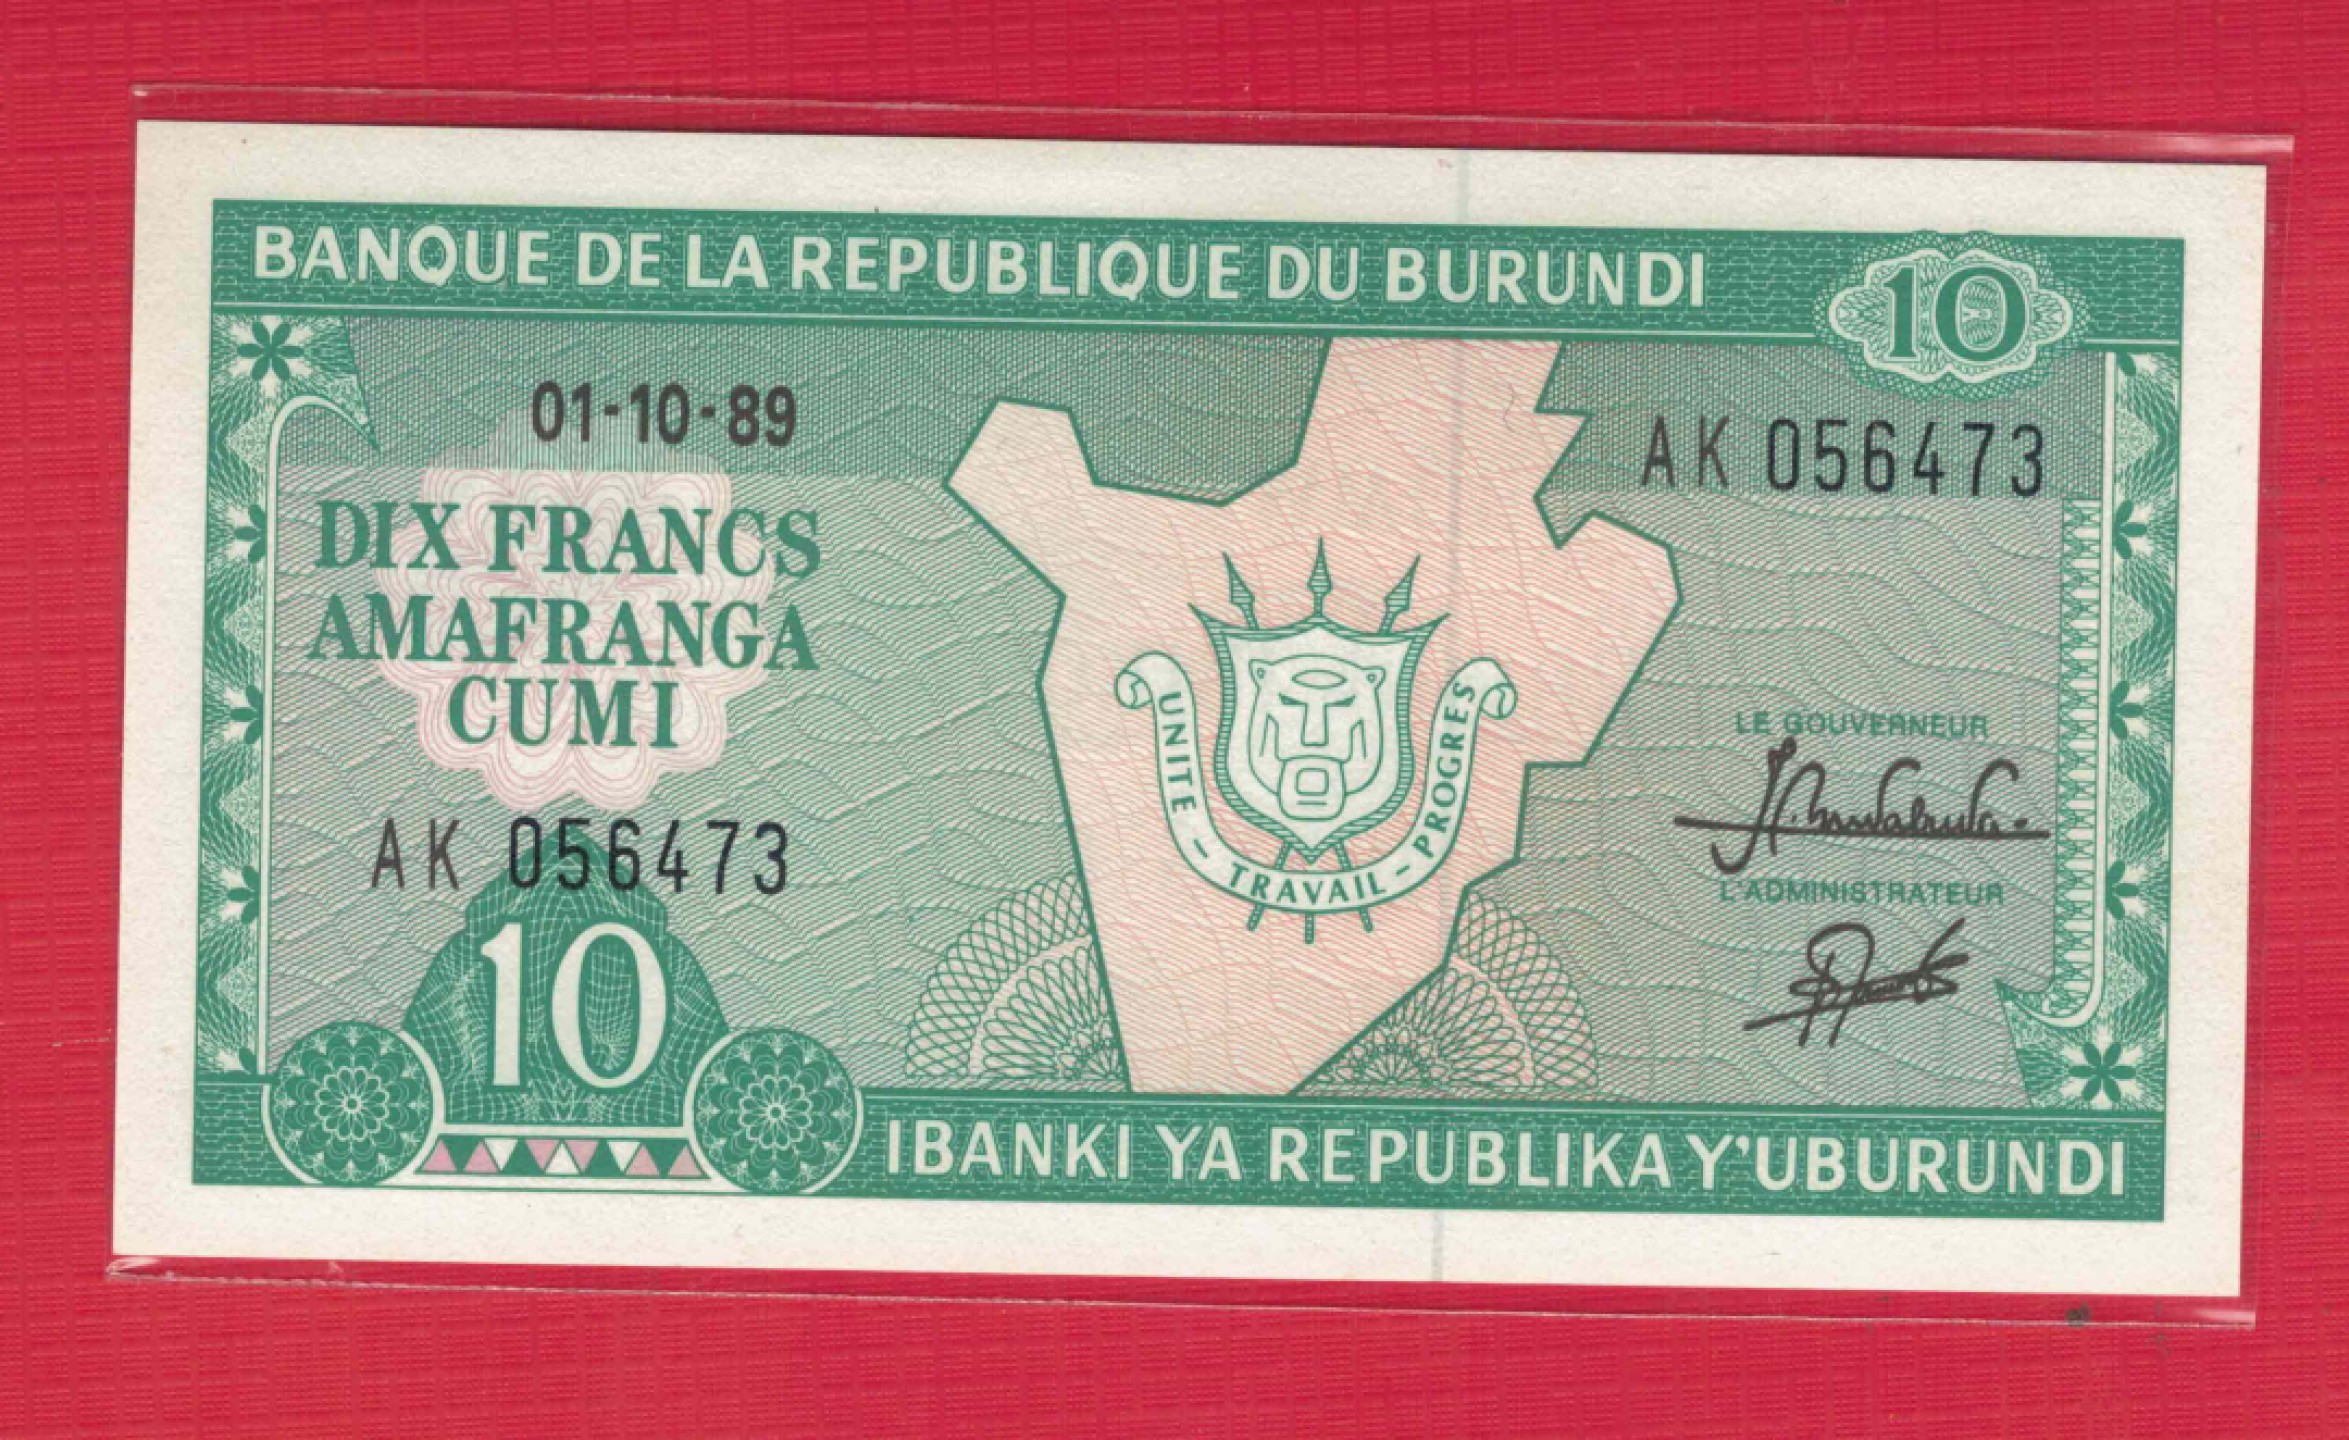 BANQUE DE LA REPUBLIQUE DU BURUNDI
10
01-10-89
AK 056473
DIX FRANCS
AMAFRANGA
CUMI
UNITE - TRAVAIL - PROGRES
LE GOUVERNEUR
AK 056473
L'ADMINISTRATEUR
10
IBANKI YA REPUBLIKA Y'UBURUNDI